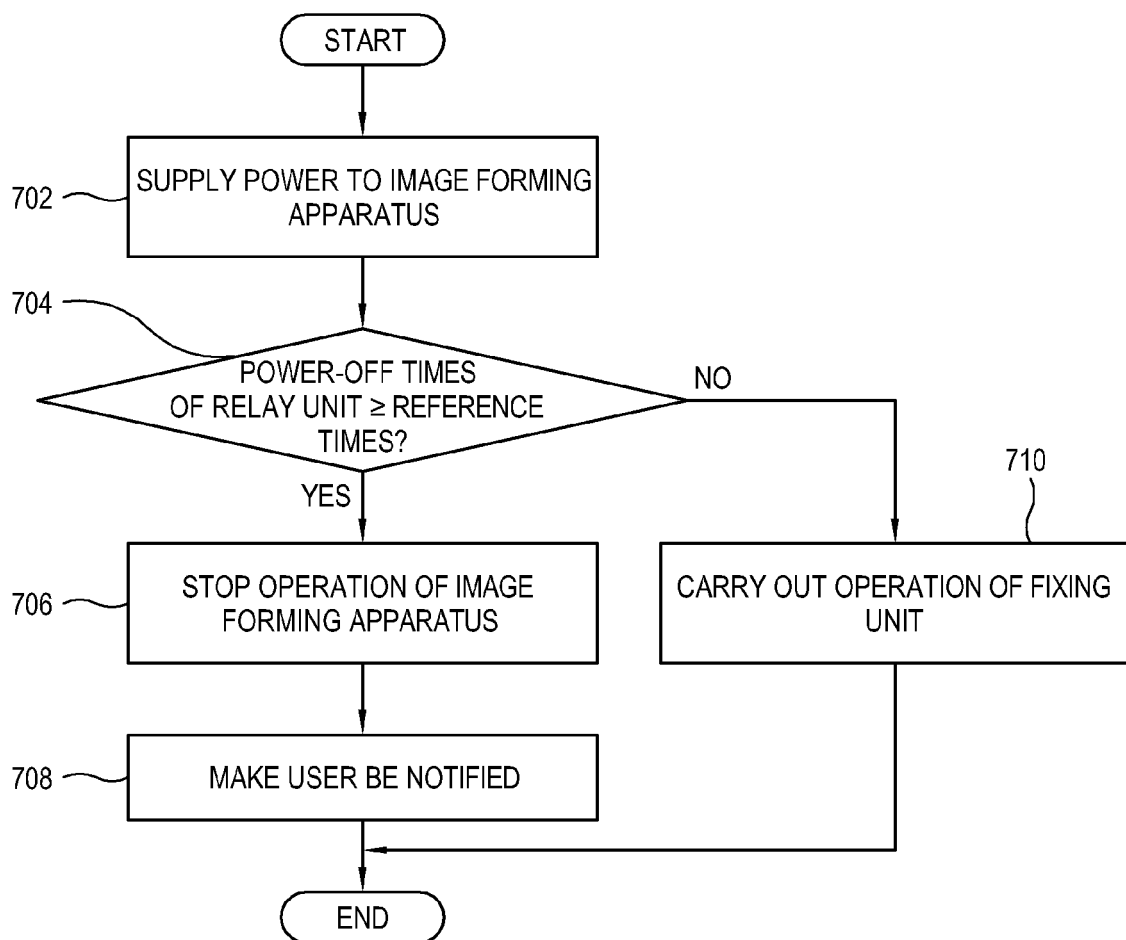 START
702
SUPPLY POWER TO IMAGE FORMING
APPARATUS
704
POWER-OFF TIMES
OF RELAY UNIT ≥ REFERENCE
TIMES?
NO
YES
710
706
STOP OPERATION OF IMAGE
FORMING APPARATUS
CARRY OUT OPERATION OF FIXING
UNIT
708
MAKE USER BE NOTIFIED
END